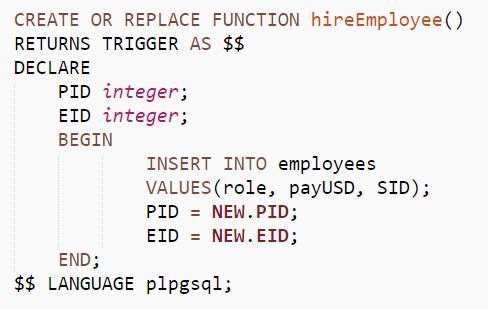 CREATE OR REPLACE FUNCTION hireEmployee()
RETURNS TRIGGER AS $$
DECLARE
PID integer;
EID integer;
BEGIN
INSERT INTO employees
VALUES(role, payUSD, SID);
PID = NEW.PID;
EID = NEW.EID;
END;
$$ LANGUAGE plpgsql;